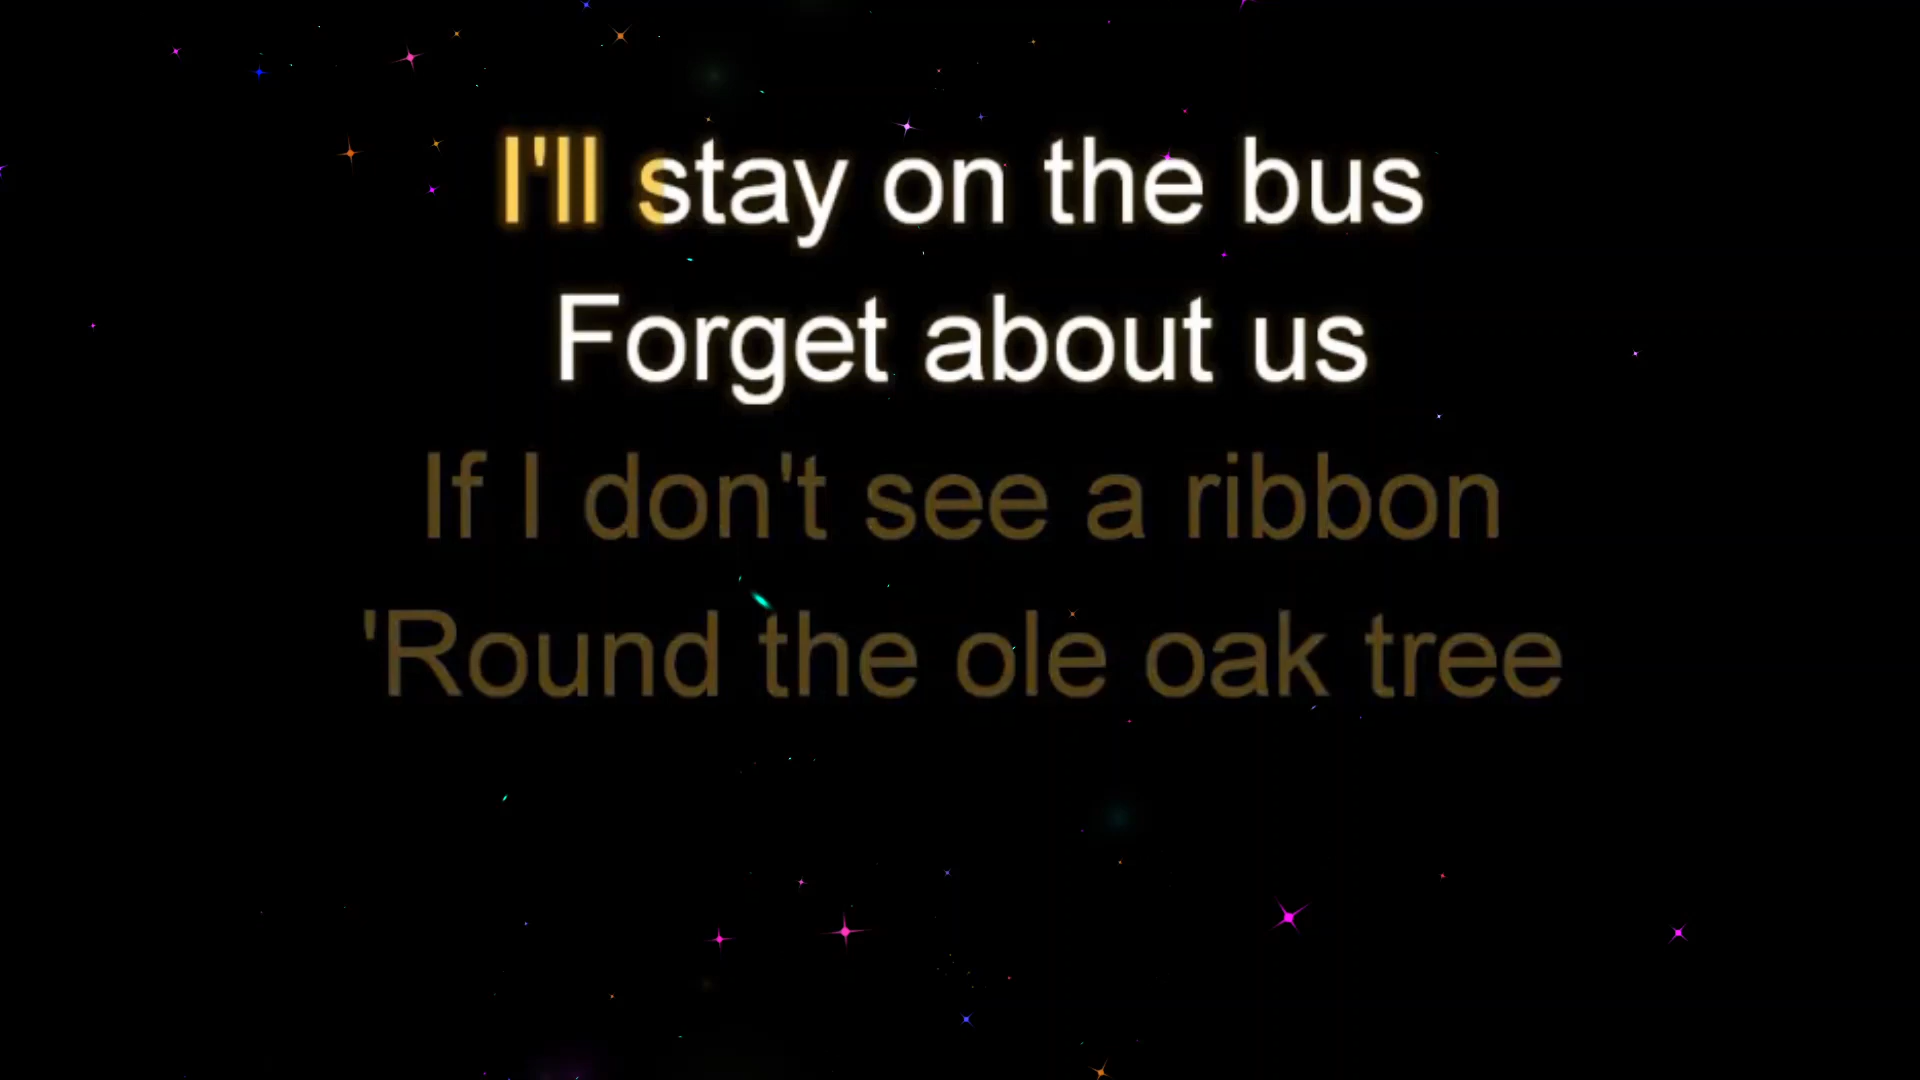 I'll stay on the bus
Forget about us
If I don't see a ribbon
'Round the ole oak tree